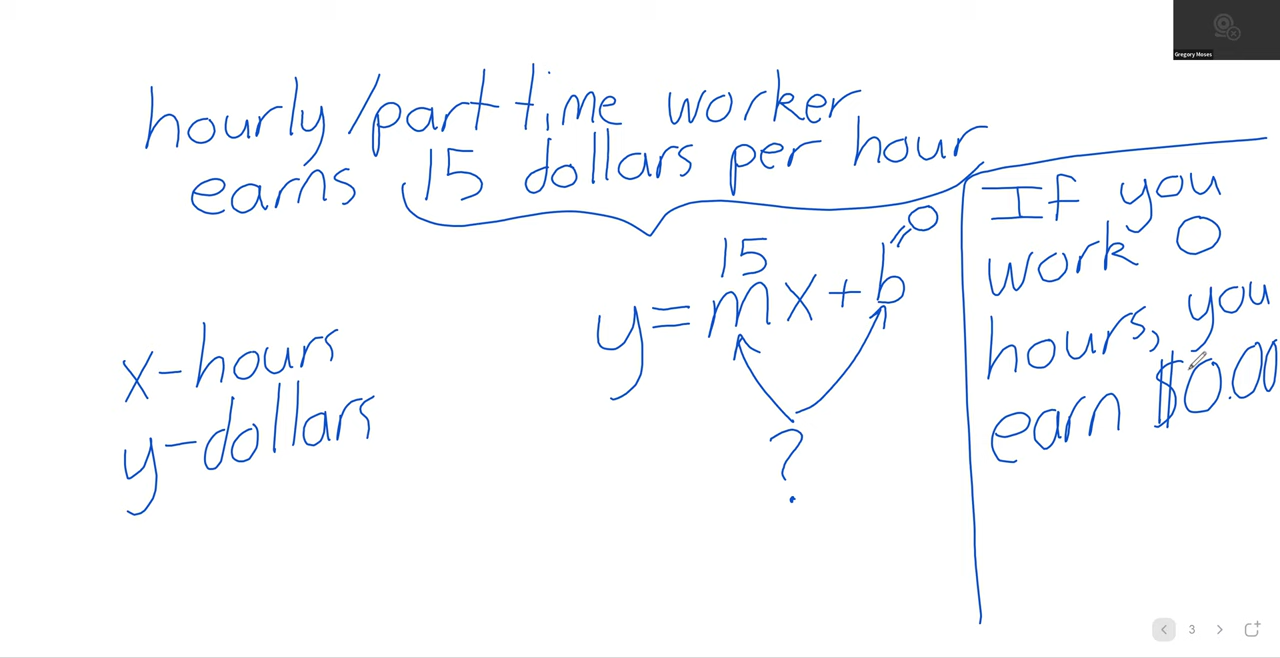 Gregory Moses
hourly/part time worker
earns 15 dollars per hour
15
0
y=mx+b
?
x-hours
y-dollars
If you
work 0
hours, you
earn $0.00
3